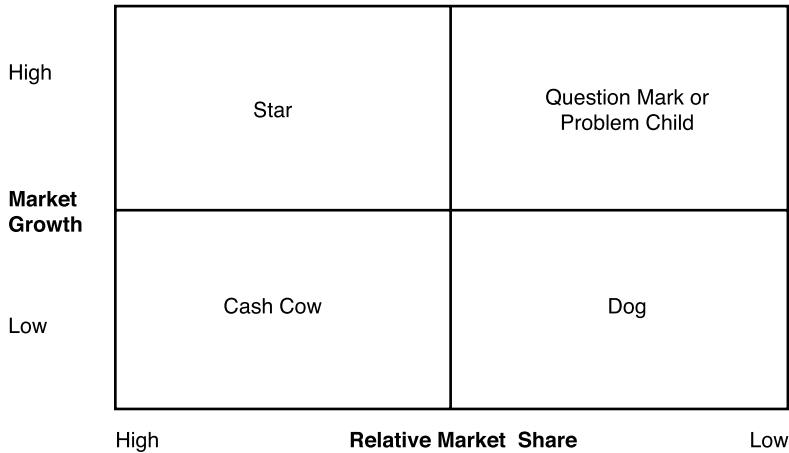 High
Star
Question Mark or
Problem Child
Market
Growth
Cash Cow
Dog
Low
High
Relative Market Share
Low